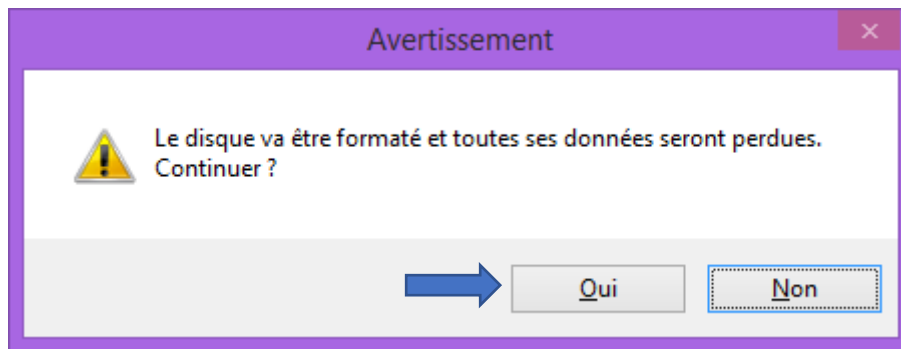 Avertissement
Le disque va être formaté et toutes ses données seront perdues.
Continuer ?
Oui
Non